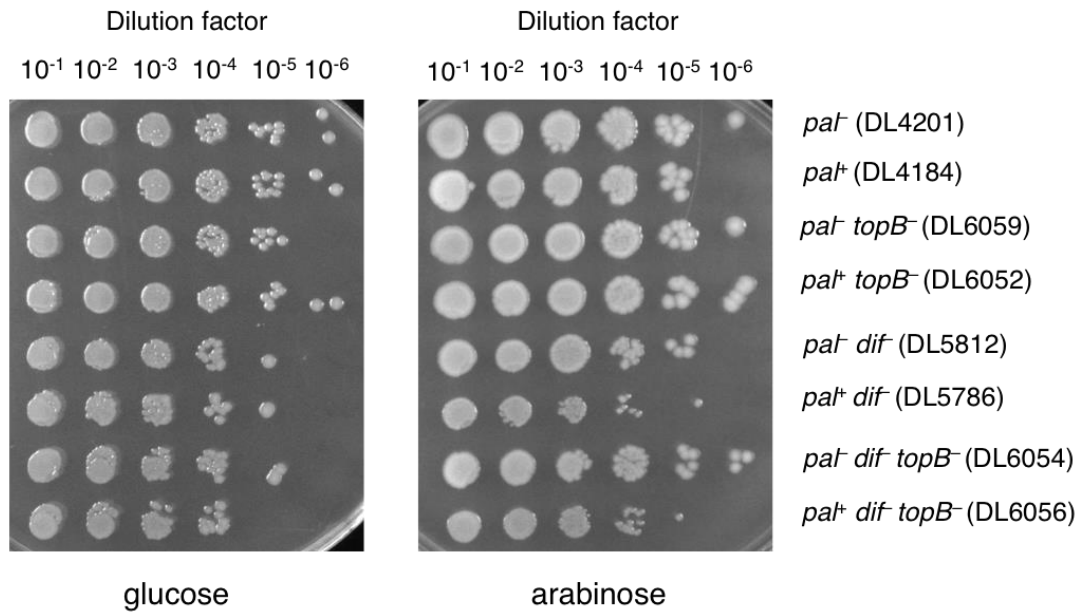 Dilution factor Dilution factor
10⁻¹ 10⁻² 10⁻³ 10⁻⁴ 10⁻⁵ 10⁻⁶ 10⁻¹ 10⁻² 10⁻³ 10⁻⁴ 10⁻⁵ 10⁻⁶
pal⁻ (DL4201)
pal⁺ (DL4184)
pal⁻ topB⁻ (DL6059)
pal⁺ topB⁻ (DL6052)
pal⁻ dif⁻ (DL5812)
pal⁺ dif⁻ (DL5786)
pal⁻ dif⁻ topB⁻ (DL6054)
pal⁺ dif⁻ topB⁻ (DL6056)
glucose arabinose